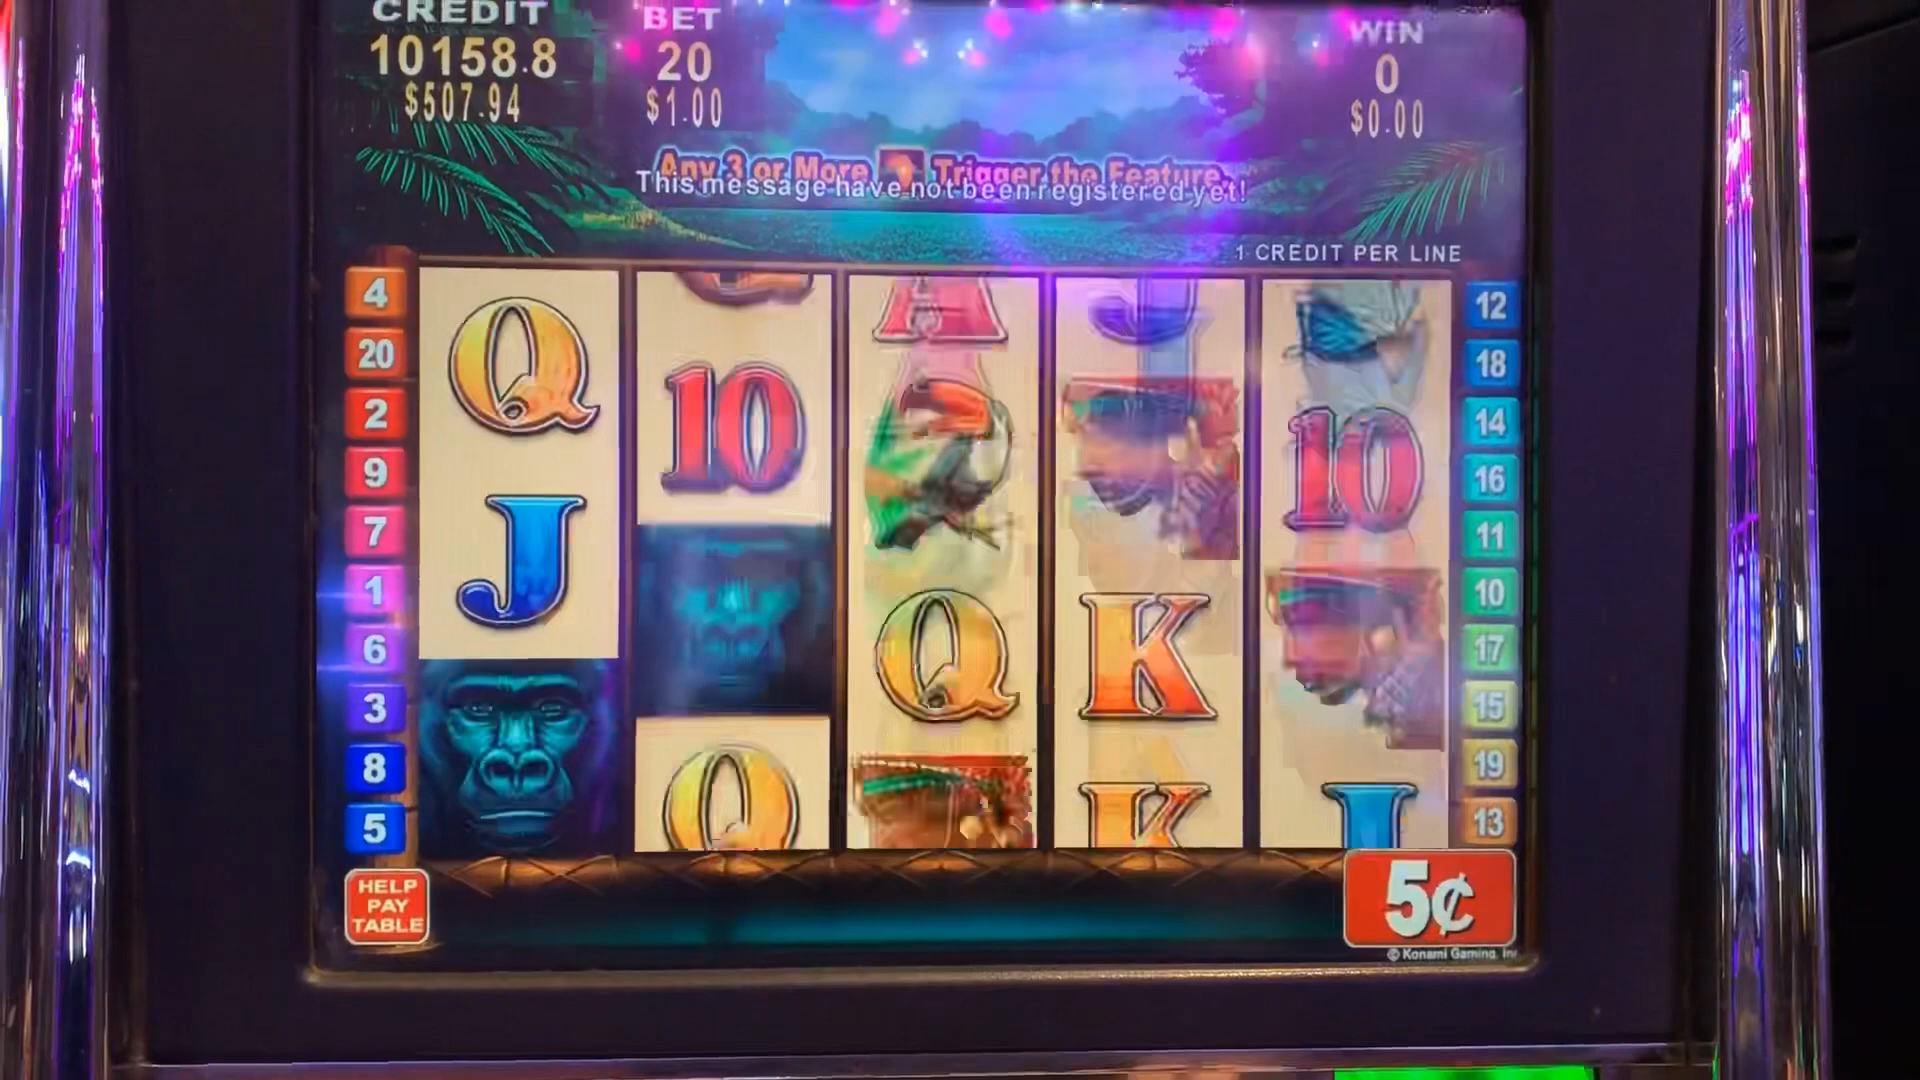 CREDIT
10158.8
$507.94
BET
20
$1.00
WIN
0
$0.00
Any 3 or More Trigger the Feature
This message have not been registered yet!
1 CREDIT PER LINE
4
20
2
9
7
1
6
3
8
5
Q
J
10
Q
A
Q
J
K
K
10
J
12
18
14
16
11
10
17
15
19
13
HELP
PAY
TABLE
5¢
© Konami Gaming, In